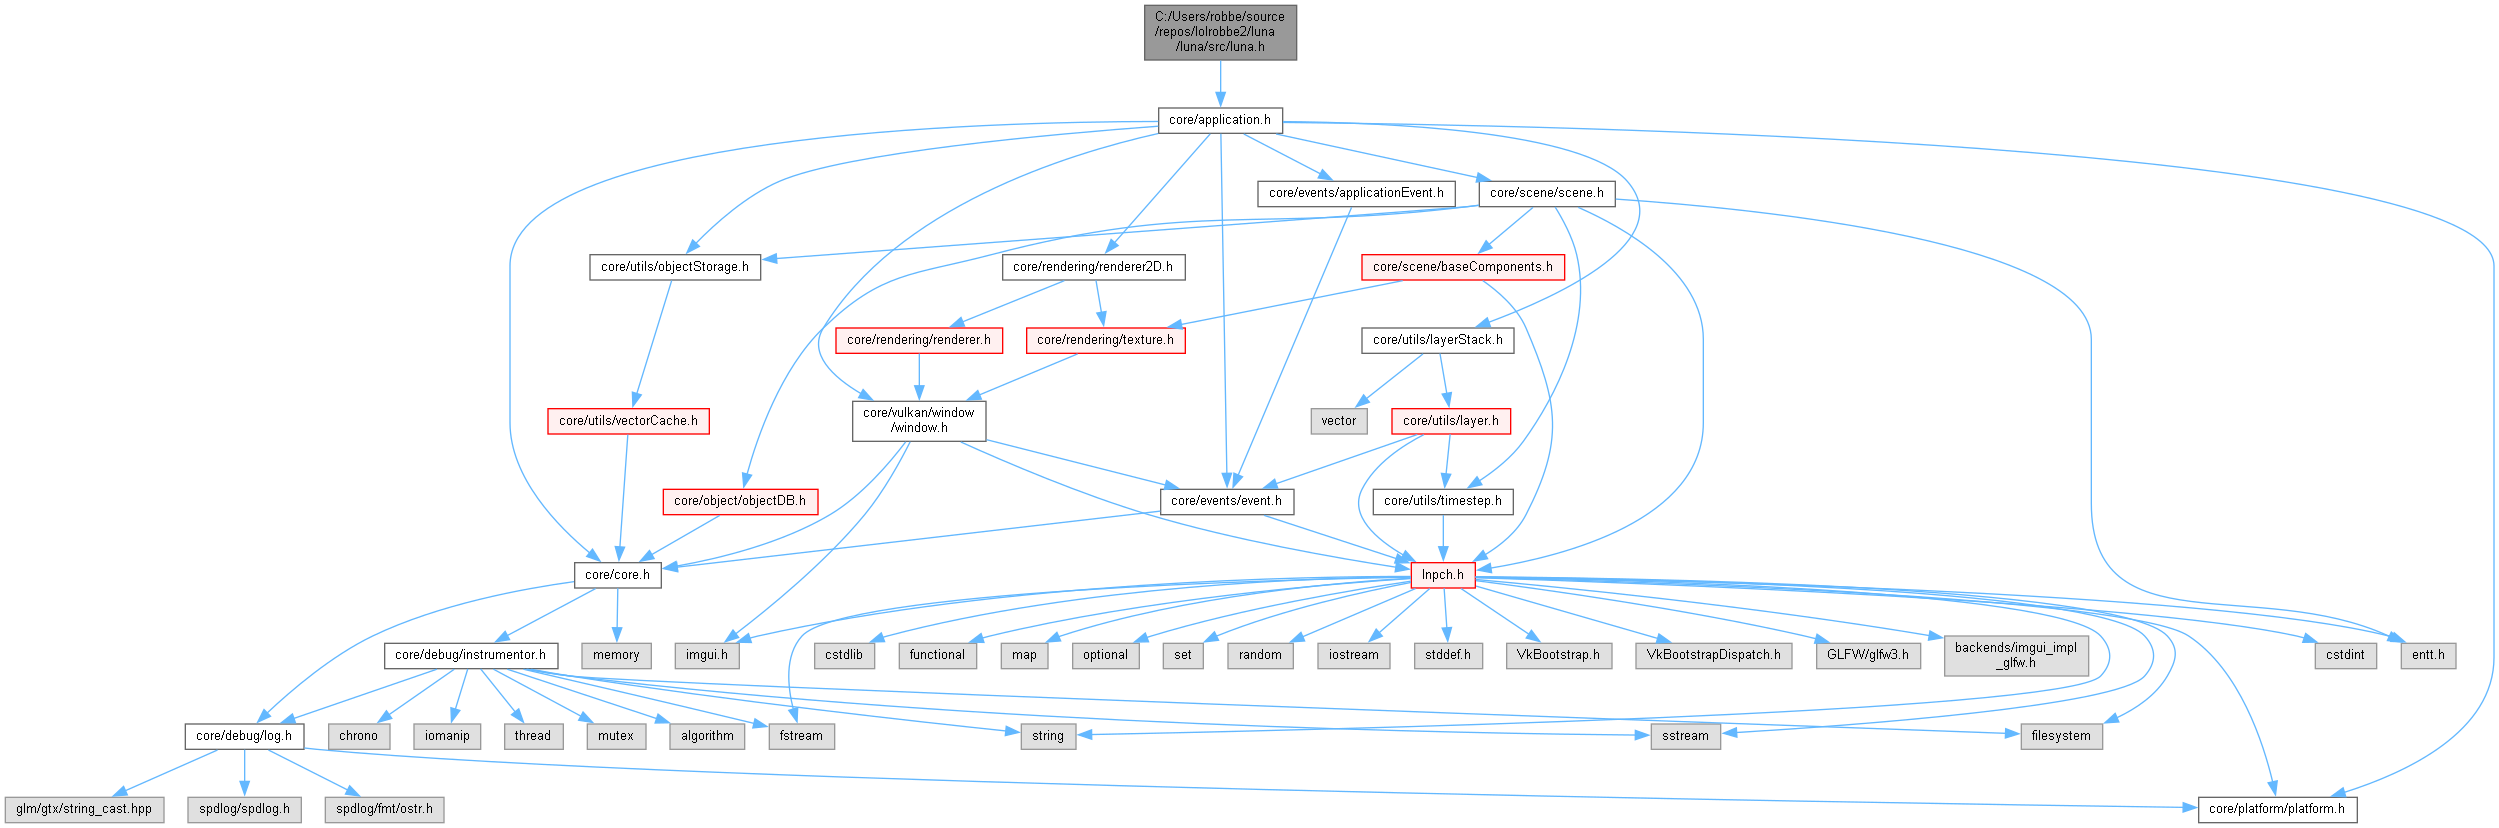 C:/Users/robbe/source
/repos/lolrobbe2/luna
/luna/src/luna.h
core/application.h
core/events/applicationEvent.h
core/scene/scene.h
core/utils/objectStorage.h
core/rendering/renderer2D.h
core/scene/baseComponents.h
core/rendering/renderer.h
core/rendering/texture.h
core/utils/layerStack.h
core/utils/vectorCache.h
core/vulkan/window
/window.h
vector
core/utils/layer.h
core/object/objectDB.h
core/events/event.h
core/utils/timestep.h
core/core.h
lnpch.h
core/debug/instrumentor.h
memory
imgui.h
cstdlib
functional
map
optional
set
random
iostream
stddef.h
VkBootstrap.h
VkBootstrapDispatch.h
GLFW/glfw3.h
backends/imgui_impl
_glfw.h
cstdint
entt.h
core/debug/log.h
chrono
iomanip
thread
mutex
algorithm
fstream
string
sstream
filesystem
glm/gtx/string_cast.hpp
spdlog/spdlog.h
spdlog/fmt/ostr.h
core/platform/platform.h